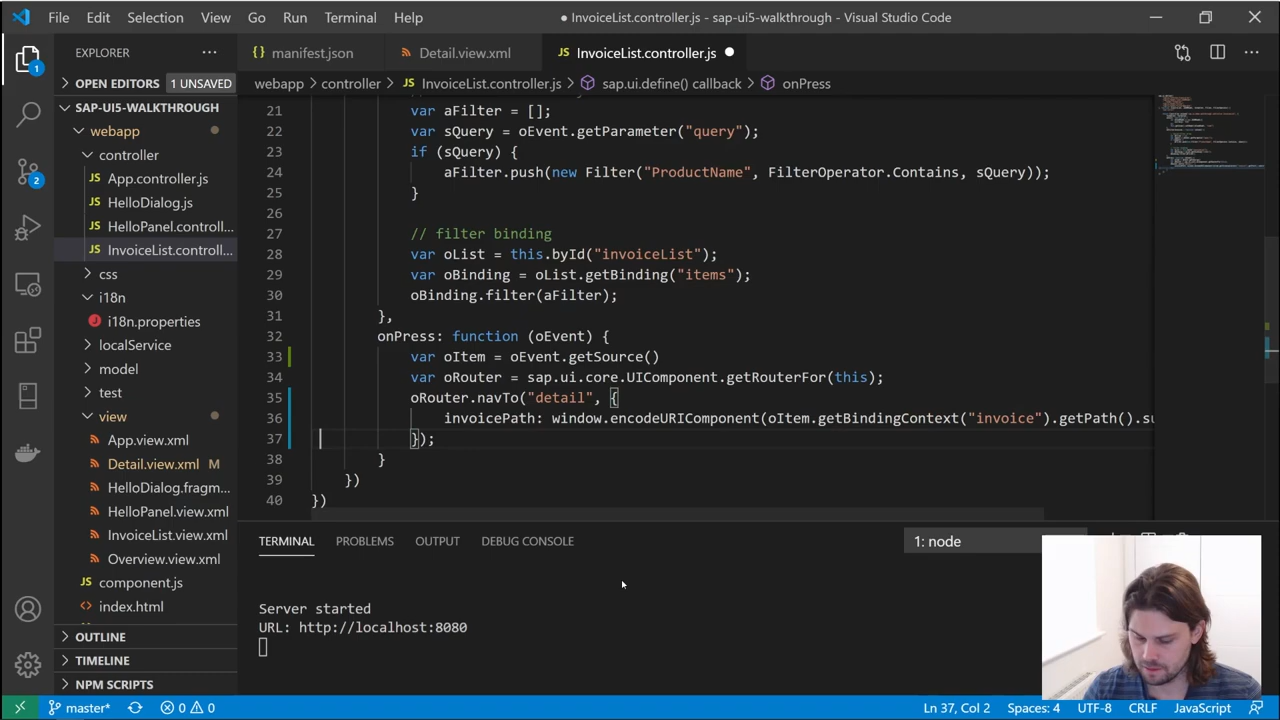 File Edit Selection View Go Run Terminal Help
● InvoiceList.controller.js - sap-ui5-walkthrough - Visual Studio Code
EXPLORER
manifest.json
Detail.view.xml
JS InvoiceList.controller.js
OPEN EDITORS 1 UNSAVED
webapp > controller > JS InvoiceList.controller.js > sap.ui.define() callback > onPress
SAP-UI5-WALKTHROUGH
webapp
controller
JS App.controller.js
JS HelloDialog.js
JS HelloPanel.controll...
JS InvoiceList.controll...
css
i18n
i18n.properties
localService
model
test
view
App.view.xml
Detail.view.xml M
HelloDialog.fragm...
HelloPanel.view.xml
InvoiceList.view.xml
Overview.view.xml
JS component.js
index.html
OUTLINE
TIMELINE
NPM SCRIPTS
1
2
21 var aFilter = [];
22 var sQuery = oEvent.getParameter("query");
23 if (sQuery) {
24 aFilter.push(new Filter("ProductName", FilterOperator.Contains, sQuery));
25 }
26
27 // filter binding
28 var oList = this.byId("invoiceList");
29 var oBinding = oList.getBinding("items");
30 oBinding.filter(aFilter);
31 },
32 onPress: function (oEvent) {
33 var oItem = oEvent.getSource()
34 var oRouter = sap.ui.core.UIComponent.getRouterFor(this);
35 oRouter.navTo("detail", {
36 invoicePath: window.encodeURIComponent(oItem.getBindingContext("invoice").getPath().su
37 });
38 }
39 })
40 })
TERMINAL PROBLEMS OUTPUT DEBUG CONSOLE
1: node
Server started
URL: http://localhost:8080
master* 0 0
Ln 37, Col 2 Spaces: 4 UTF-8 CRLF JavaScript